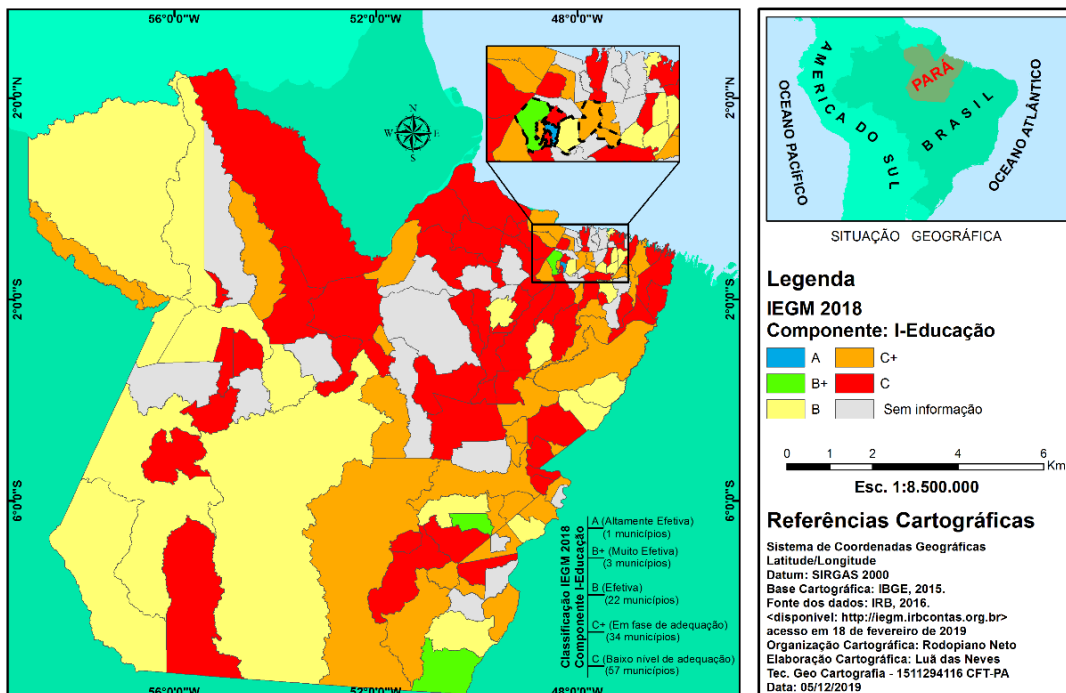 56°0'0"W
52°0'0"W
48°0'0"W
2°0'0"N
2°0'0"N
N
W
E
S
2°0'0"S
2°0'0"S
6°0'0"S
6°0'0"S
Classificação IEGM 2018
Componente I-Educação
A (Altamente Efetiva)
(1 municípios)
B+ (Muito Efetiva)
(3 municípios)
B (Efetiva)
(22 municípios)
C+ (Em fase de adequação)
(34 municípios)
C (Baixo nível de adequação)
(57 municípios)
56°0'0"W
52°0'0"W
48°0'0"W
OCEANO PACÍFICO
AMERICA DO SUL
PARÁ
BRASIL
OCEANO ATLÂNTICO
SITUAÇÃO GEOGRÁFICA
Legenda
IEGM 2018
Componente: I-Educação
A
C+
B+
C
B
Sem informação
0 1 2 4 6
Km
Esc. 1:8.500.000
Referências Cartográficas
Sistema de Coordenadas Geográficas
Latitude/Longitude
Datum: SIRGAS 2000
Base Cartográfica: IBGE, 2015.
Fonte dos dados: IRB, 2016.
<disponivel: http://iegm.irbcontas.org.br>
acesso em 18 de fevereiro de 2019
Organização Cartográfica: Rodopiano Neto
Elaboração Cartográfica: Luã das Neves
Tec. Geo Cartografia - 1511294116 CFT-PA
Data: 05/12/2019